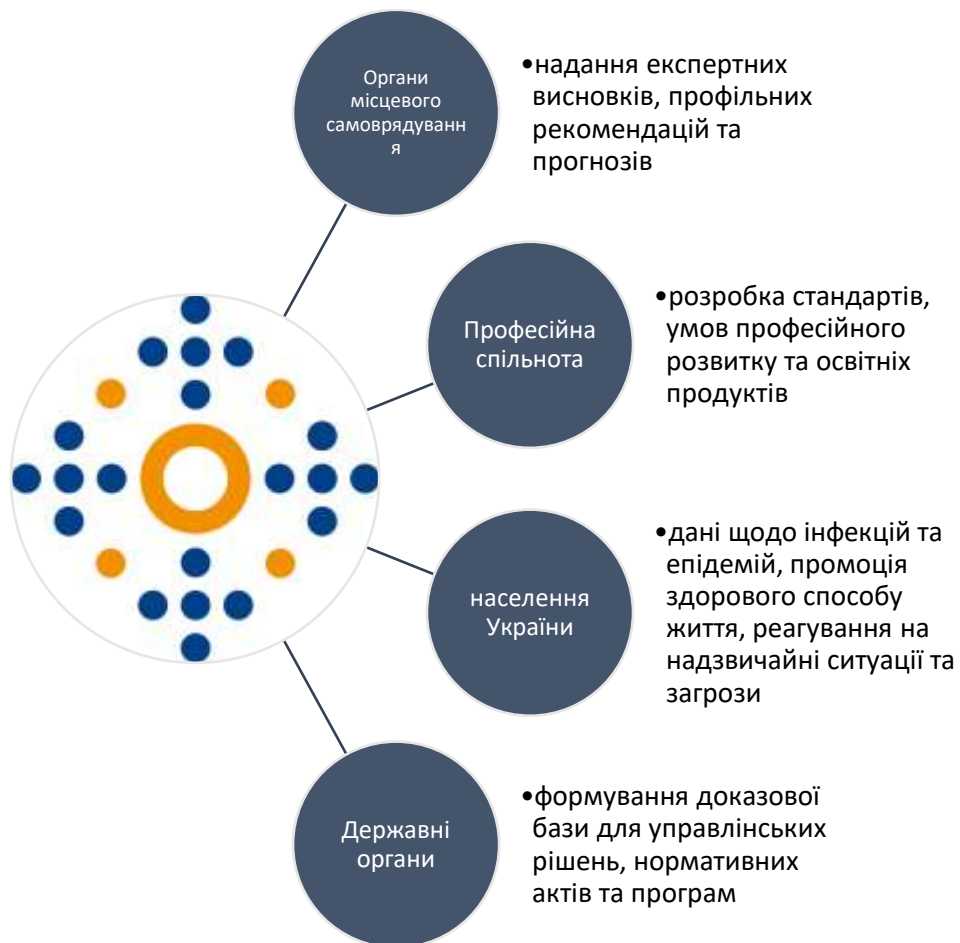 Органи
місцевого
самоврядуванн
я
•надання експертних
висновків, профільних
рекомендацій та
прогнозів
Професійна
спільнота
•розробка стандартів,
умов професійного
розвитку та освітніх
продуктів
населення
України
•дані щодо інфекцій та
епідемій, промоція
здорового способу
життя, реагування на
надзвичайні ситуації та
загрози
Державні
органи
•формування доказової
бази для управлінських
рішень, нормативних
актів та програм